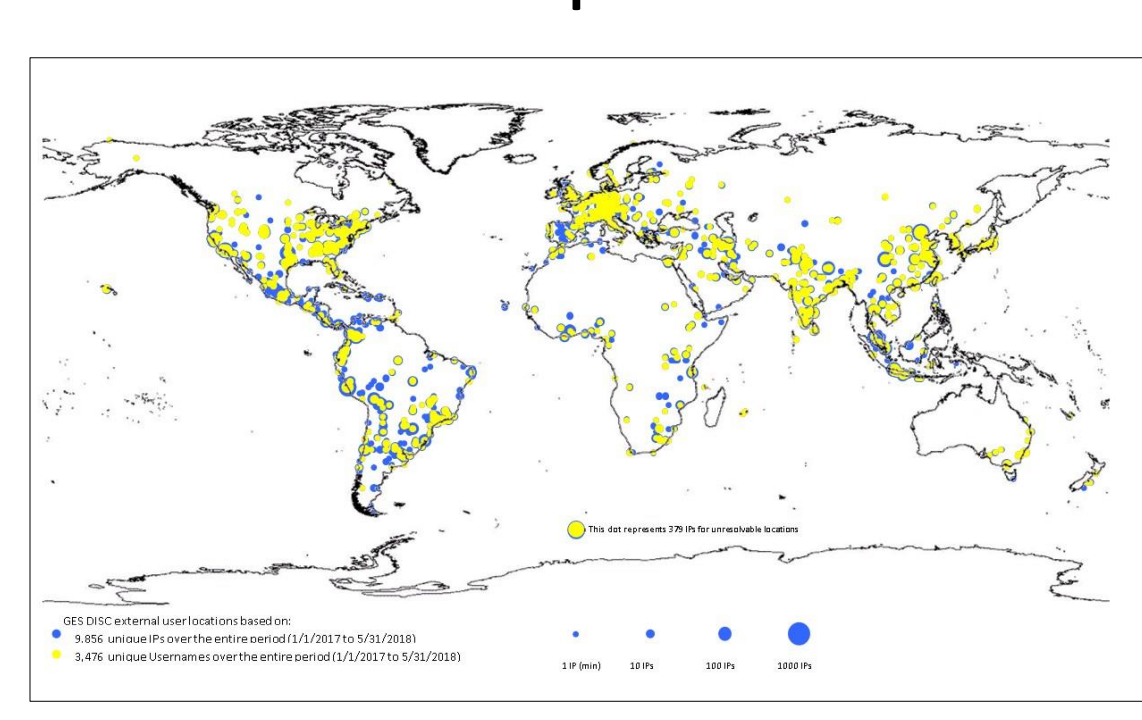 This dot represents 379 IPs for unresolvable locations
GES DISC external user locations based on:
9,856 unique IPs over the entire period (1/1/2017 to 5/31/2018)
3,476 unique Usernames over the entire period (1/1/2017 to 5/31/2018)
1 IP (min) 10 IPs 100 IPs 1000 IPs